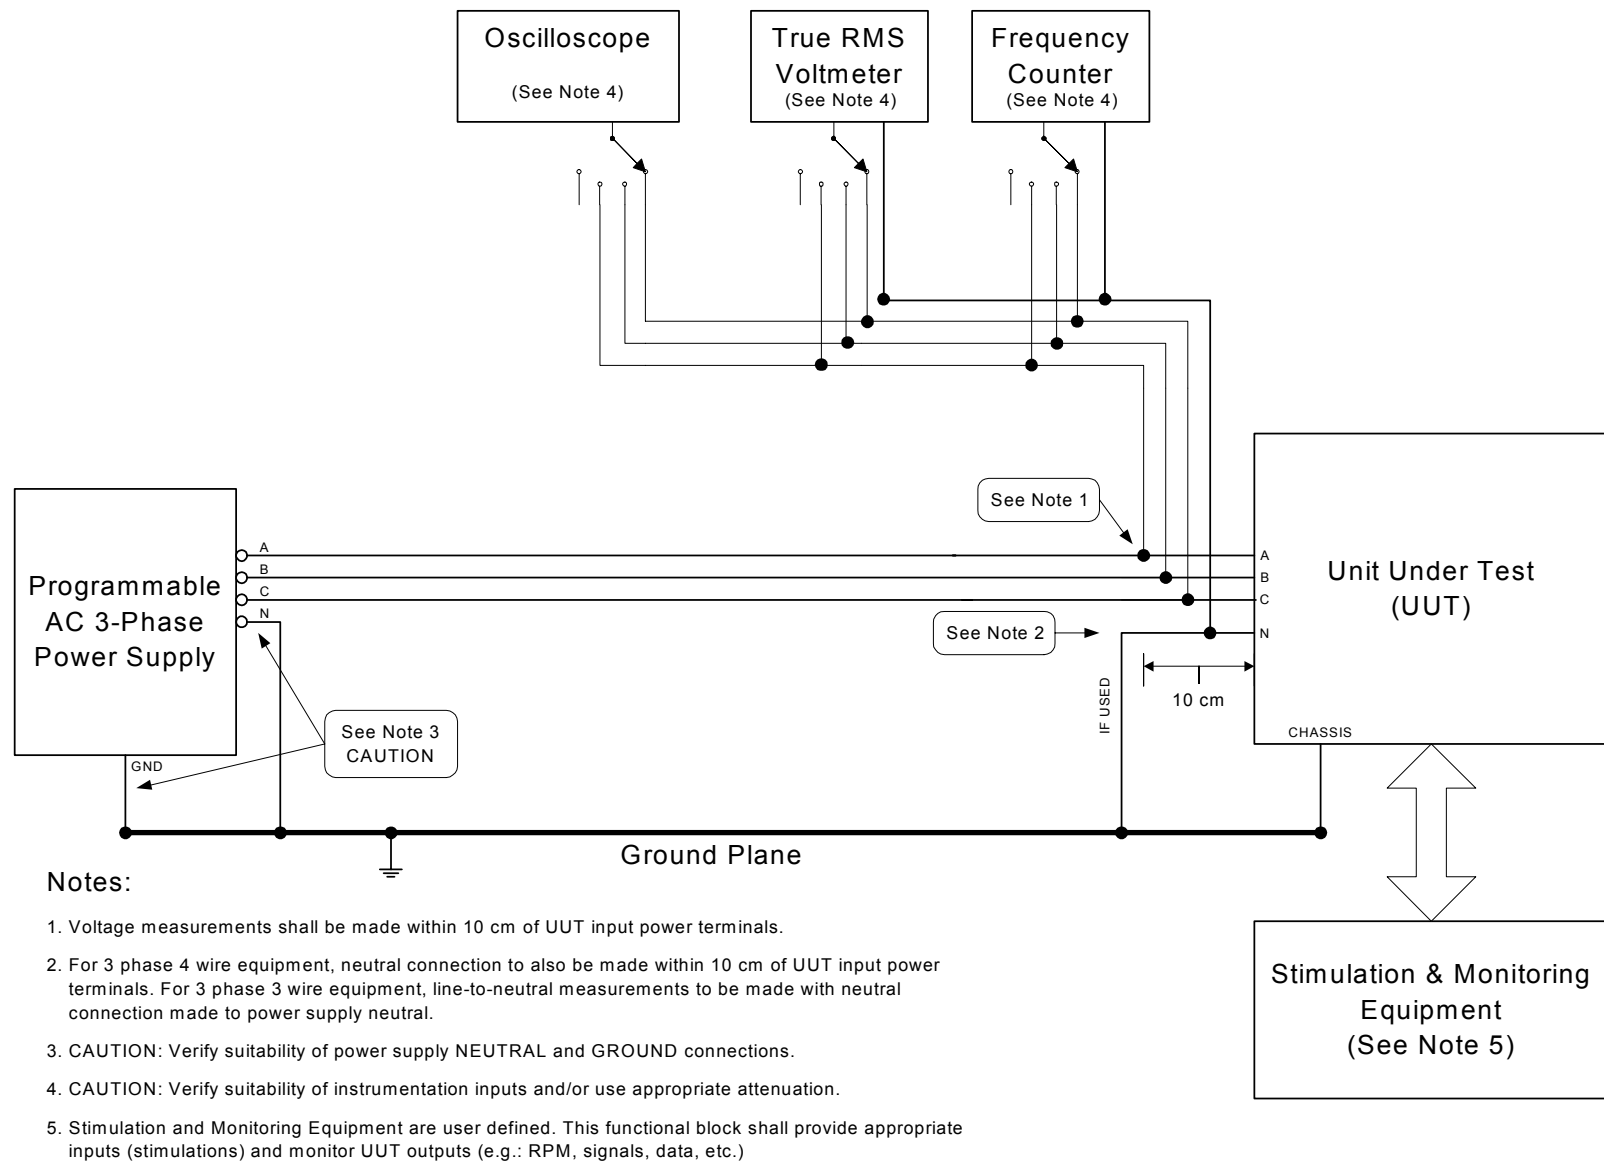 Oscilloscope
(See Note 4)
True RMS
Voltmeter
(See Note 4)
Frequency
Counter
(See Note 4)
See Note 1
Programmable
AC 3-Phase
Power Supply
A
B
C
N
A
B
C
N
Unit Under Test
(UUT)
See Note 2
IF USED
10 cm
See Note 3
CAUTION
CHASSIS
GND
Ground Plane
Notes:
1. Voltage measurements shall be made within 10 cm of UUT input power terminals.
2. For 3 phase 4 wire equipment, neutral connection to also be made within 10 cm of UUT input power
terminals. For 3 phase 3 wire equipment, line-to-neutral measurements to be made with neutral
connection made to power supply neutral.
3. CAUTION: Verify suitability of power supply NEUTRAL and GROUND connections.
4. CAUTION: Verify suitability of instrumentation inputs and/or use appropriate attenuation.
5. Stimulation and Monitoring Equipment are user defined. This functional block shall provide appropriate
inputs (stimulations) and monitor UUT outputs (e.g.: RPM, signals, data, etc.)
Stimulation & Monitoring
Equipment
(See Note 5)